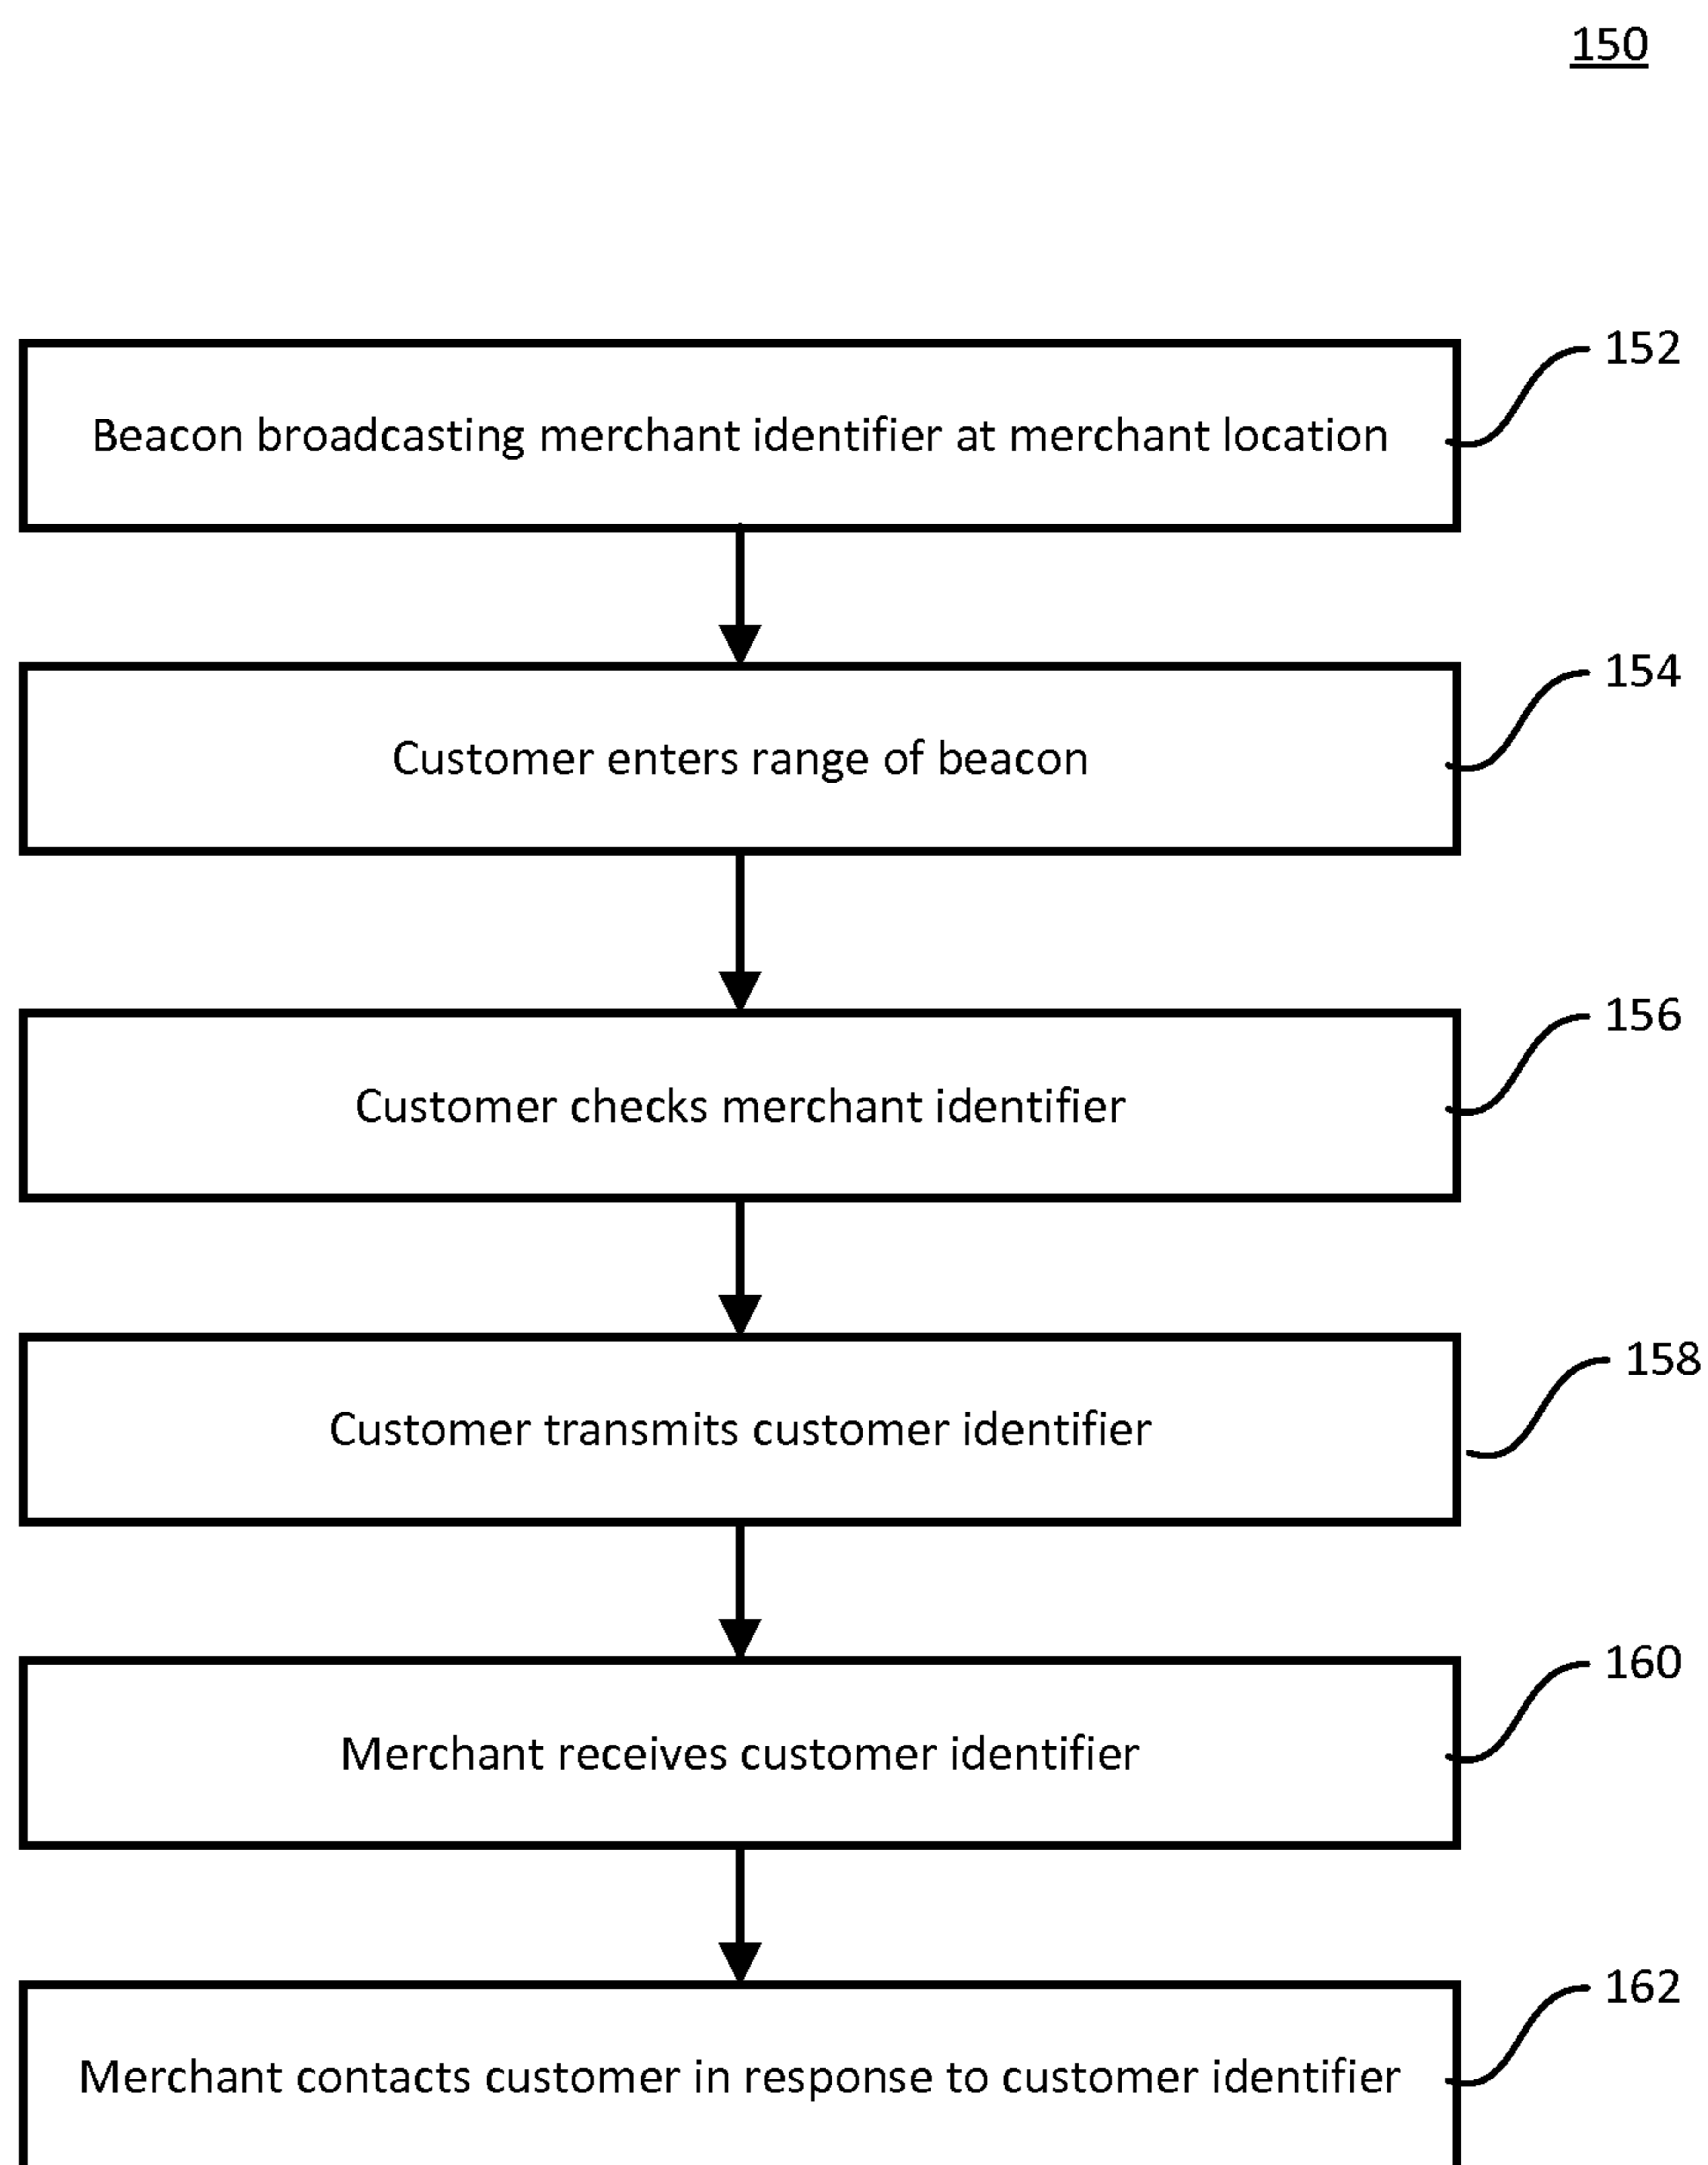 150
Beacon broadcasting merchant identifier at merchant location
152
Customer enters range of beacon
154
Customer checks merchant identifier
156
Customer transmits customer identifier
158
Merchant receives customer identifier
160
Merchant contacts customer in response to customer identifier
162